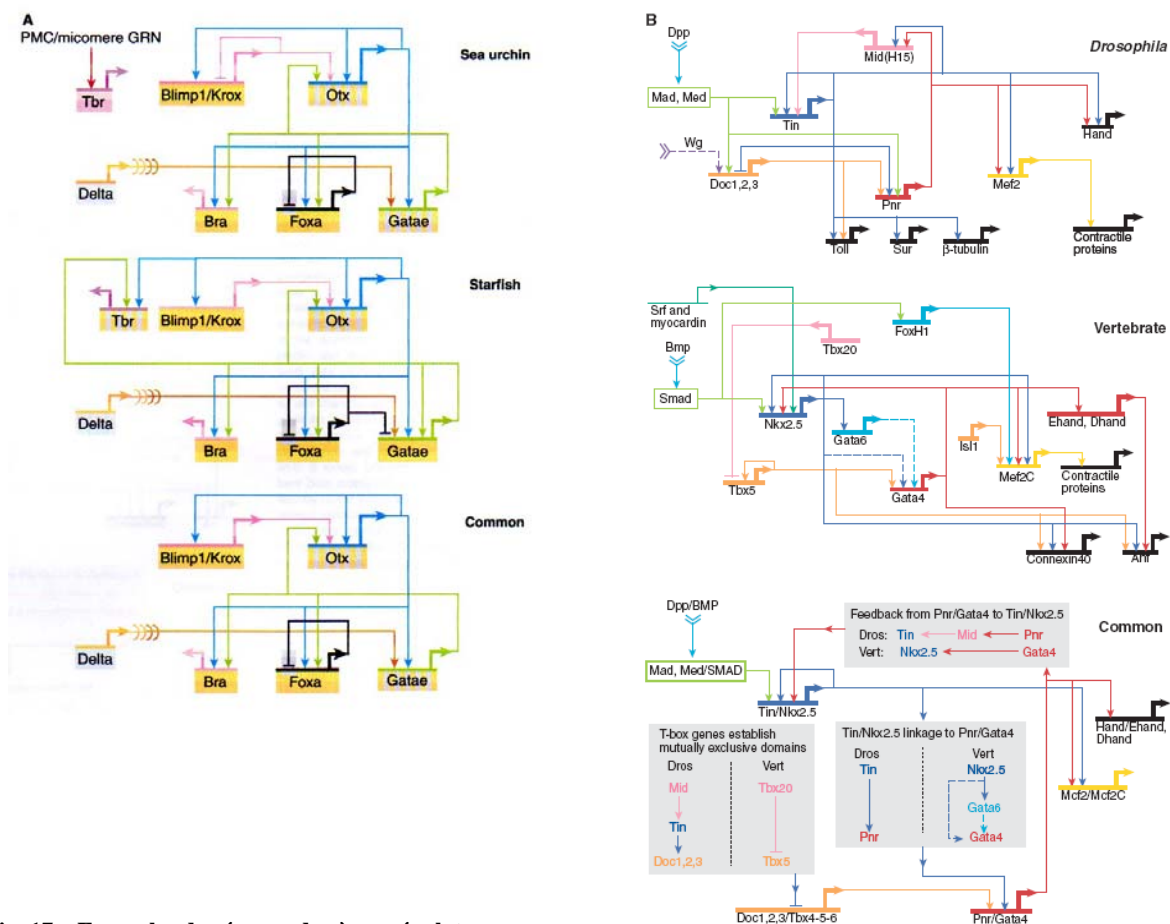 A
PMC/micomere GRN
Sea urchin
Tbr
Blimp1/Krox
Otx
Delta
Bra
Foxa
Gatae
Starfish
Tbr
Blimp1/Krox
Otx
Delta
Bra
Foxa
Gatae
Common
Blimp1/Krox
Otx
Delta
Bra
Foxa
Gatae
B
Drosophila
Dpp
Mid(H15)
Mad, Med
Tin
Hand
Wg
Doc1,2,3
Pnr
Mef2
Toll
Sur
β-tubulin
Contractile
proteins
Vertebrate
Srf and
myocardin
FoxH1
Tbx20
Bmp
Smad
Nkx2.5
Ehand, Dhand
Gata6
Isl1
Mef2C
Contractile
proteins
Tbx5
Gata4
Connexin40
Anf
Common
Dpp/BMP
Feedback from Pnr/Gata4 to Tin/Nkx2.5
Dros: Tin Mid Pnr
Vert: Nkx2.5 Gata4
Mad, Med/SMAD
Tin/Nkx2.5
Hand/Ehand,
Dhand
T-box genes establish
mutually exclusive domains
Dros Vert
Mid Tbx20
Tin
Doc1,2,3 Tbx5
Tin/Nkx2.5 linkage to Pnr/Gata4
Dros Vert
Tin Nkx2.5
Gata6
Pnr Gata4
Mcf2/Mcf2C
Doc1,2,3/Tbx4-5-6
Pnr/Gata4